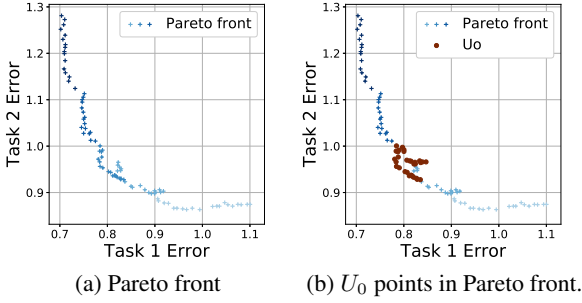 1.3
1.2
1.1
1.0
0.9
0.7 0.8 0.9 1.0 1.1
Task 2 Error
Task 1 Error
Pareto front
(a) Pareto front
1.3
1.2
1.1
1.0
0.9
0.7 0.8 0.9 1.0 1.1
Task 2 Error
Task 1 Error
Pareto front
Uo
(b) U₀ points in Pareto front.